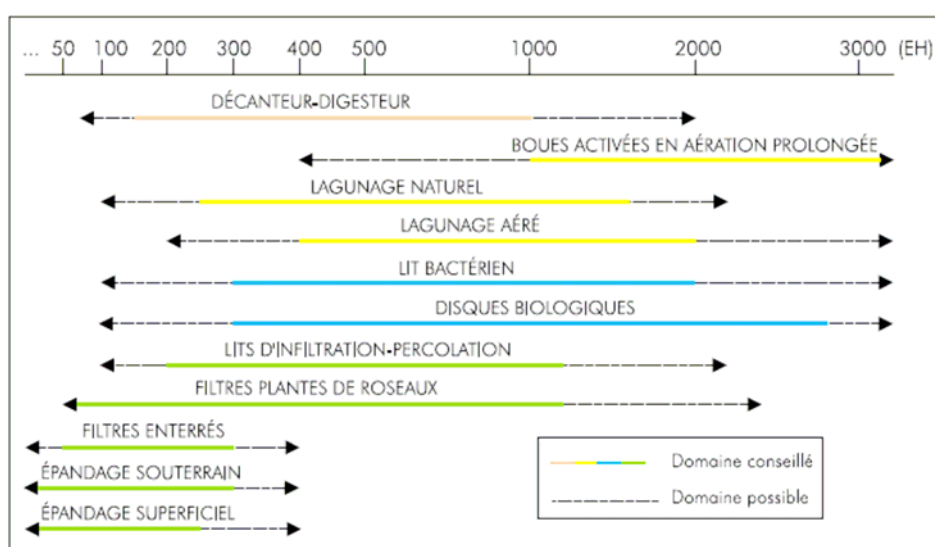 ... 50 100 200 300 400 500 1000 2000 3000 (EH)
DÉCANTEUR-DIGESTEUR
BOUES ACTIVÉES EN AÉRATION PROLONGÉE
LAGUNAGE NATUREL
LAGUNAGE AÉRÉ
LIT BACTÉRIEN
DISQUES BIOLOGIQUES
LITS D'INFILTRATION-PERCOLATION
FILTRES PLANTES DE ROSEAUX
FILTRES ENTERRÉS
ÉPANDAGE SOUTERRAIN
ÉPANDAGE SUPERFICIEL
Domaine conseillé
Domaine possible